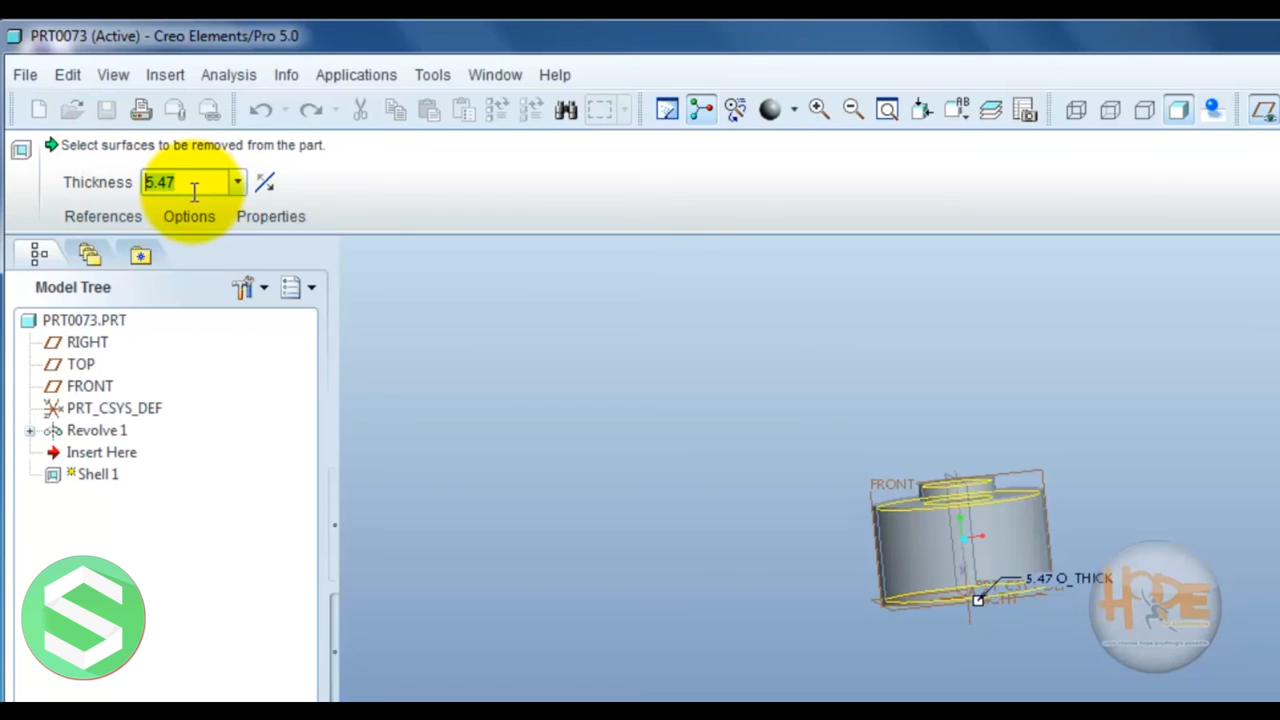 PRT0073 (Active) - Creo Elements/Pro 5.0
File Edit View Insert Analysis Info Applications Tools Window Help
Select surfaces to be removed from the part.
Thickness 5.47
References Options Properties
Model Tree
PRT0073.PRT
RIGHT
TOP
FRONT
PRT_CSYS_DEF
Revolve 1
Insert Here
Shell 1
FRONT
5.47 O_THICK
HOPE